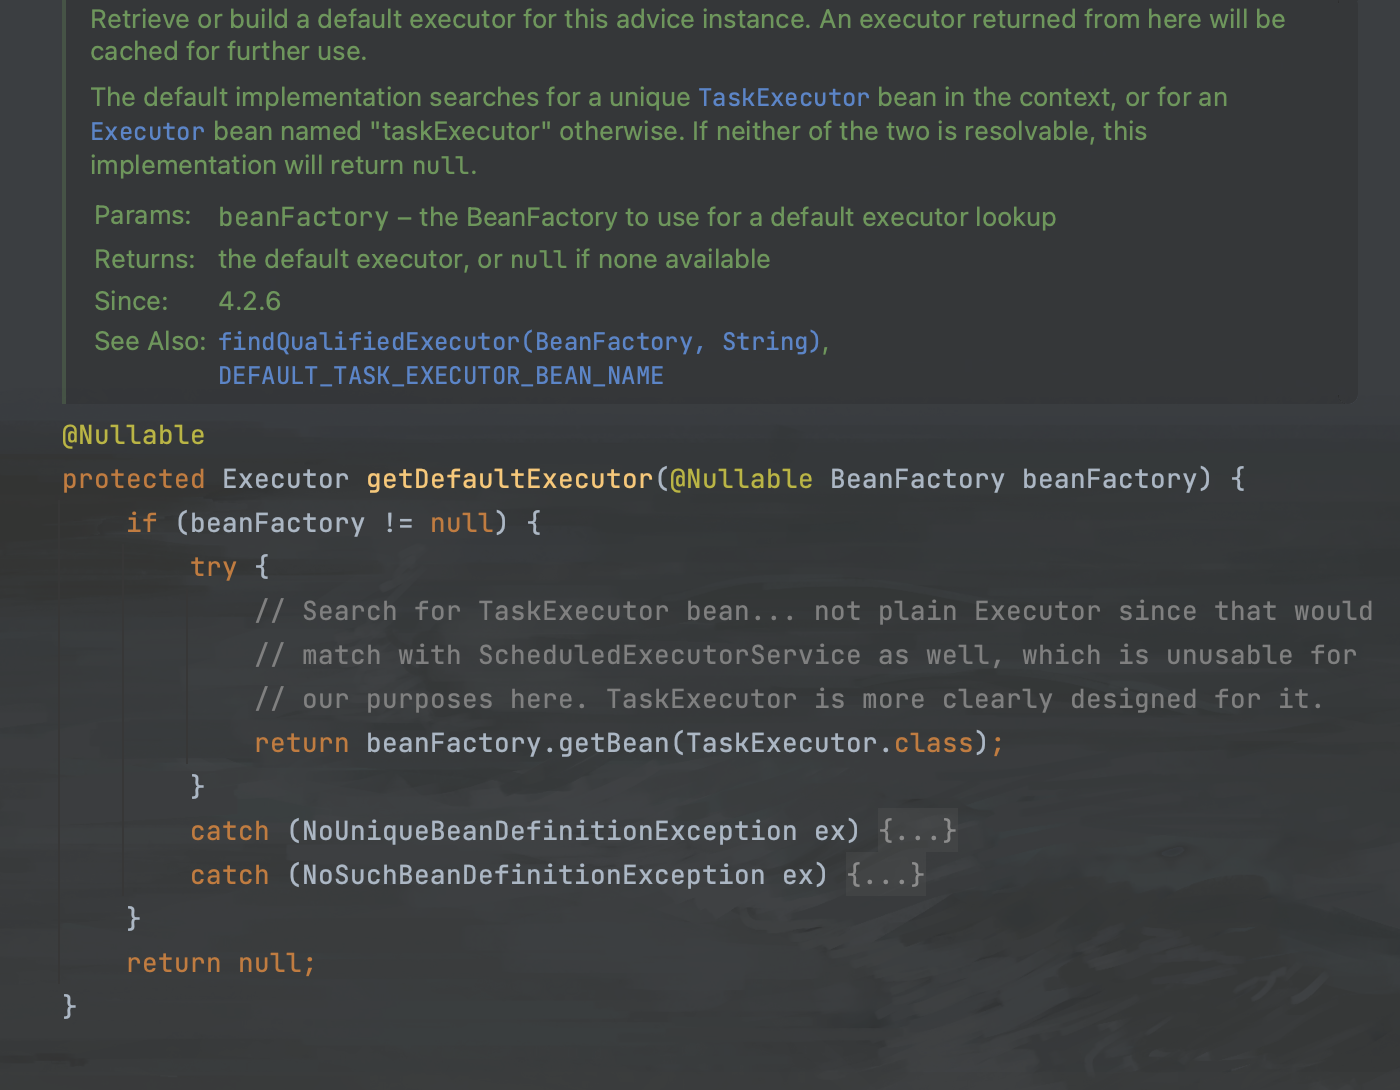 Retrieve or build a default executor for this advice instance. An executor returned from here will be
cached for further use.
The default implementation searches for a unique TaskExecutor bean in the context, or for an
Executor bean named "taskExecutor" otherwise. If neither of the two is resolvable, this
implementation will return null.
Params: beanFactory – the BeanFactory to use for a default executor lookup
Returns: the default executor, or null if none available
Since: 4.2.6
See Also: findQualifiedExecutor(BeanFactory, String),
DEFAULT_TASK_EXECUTOR_BEAN_NAME
@Nullable
protected Executor getDefaultExecutor(@Nullable BeanFactory beanFactory) {
if (beanFactory != null) {
try {
// Search for TaskExecutor bean... not plain Executor since that would
// match with ScheduledExecutorService as well, which is unusable for
// our purposes here. TaskExecutor is more clearly designed for it.
return beanFactory.getBean(TaskExecutor.class);
}
catch (NoUniqueBeanDefinitionException ex) {...}
catch (NoSuchBeanDefinitionException ex) {...}
}
return null;
}